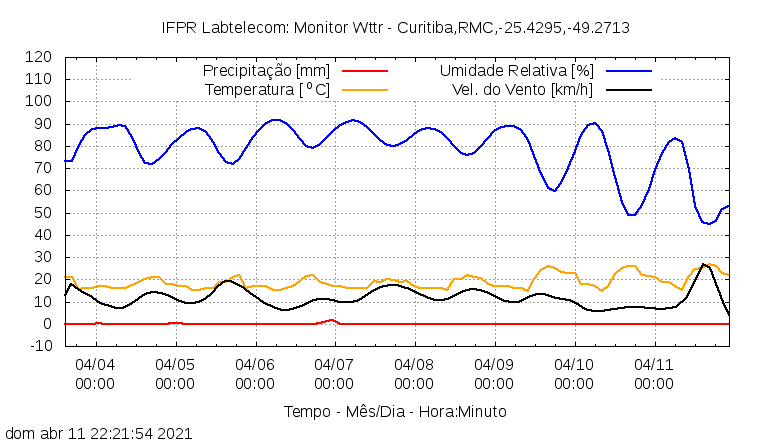 IFPR Labtelecom: Monitor Wttr - Curitiba,RMC,-25.4295,-49.2713
Precipitação [mm]
Temperatura [⁰C]
Umidade Relativa [%]
Vel. do Vento [km/h]
120
110
100
90
80
70
60
50
40
30
20
10
0
-10
04/04 04/05 04/06 04/07 04/08 04/09 04/10 04/11
00:00 00:00 00:00 00:00 00:00 00:00 00:00 00:00
Tempo - Mês/Dia - Hora:Minuto
dom abr 11 22:21:54 2021